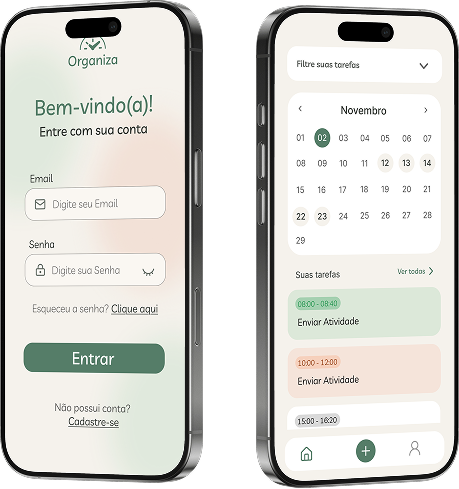 Organiza
Bem-vindo(a)!
Entre com sua conta
Email
Digite seu Email
Senha
Digite sua Senha
Esqueceu a senha? Clique aqui
Entrar
Não possui conta?
Cadastre-se
Filtre suas tarefas
Novembro
01 02 03 04 05 06 07
08 09 10 11 12 13 14
15 16 17 18 19 20 21
22 23 24 25 26 27 28
29
Suas tarefas
Ver todas
08:00 - 08:40
Enviar Atividade
10:00 - 12:00
Enviar Atividade
15:00 - 16:20